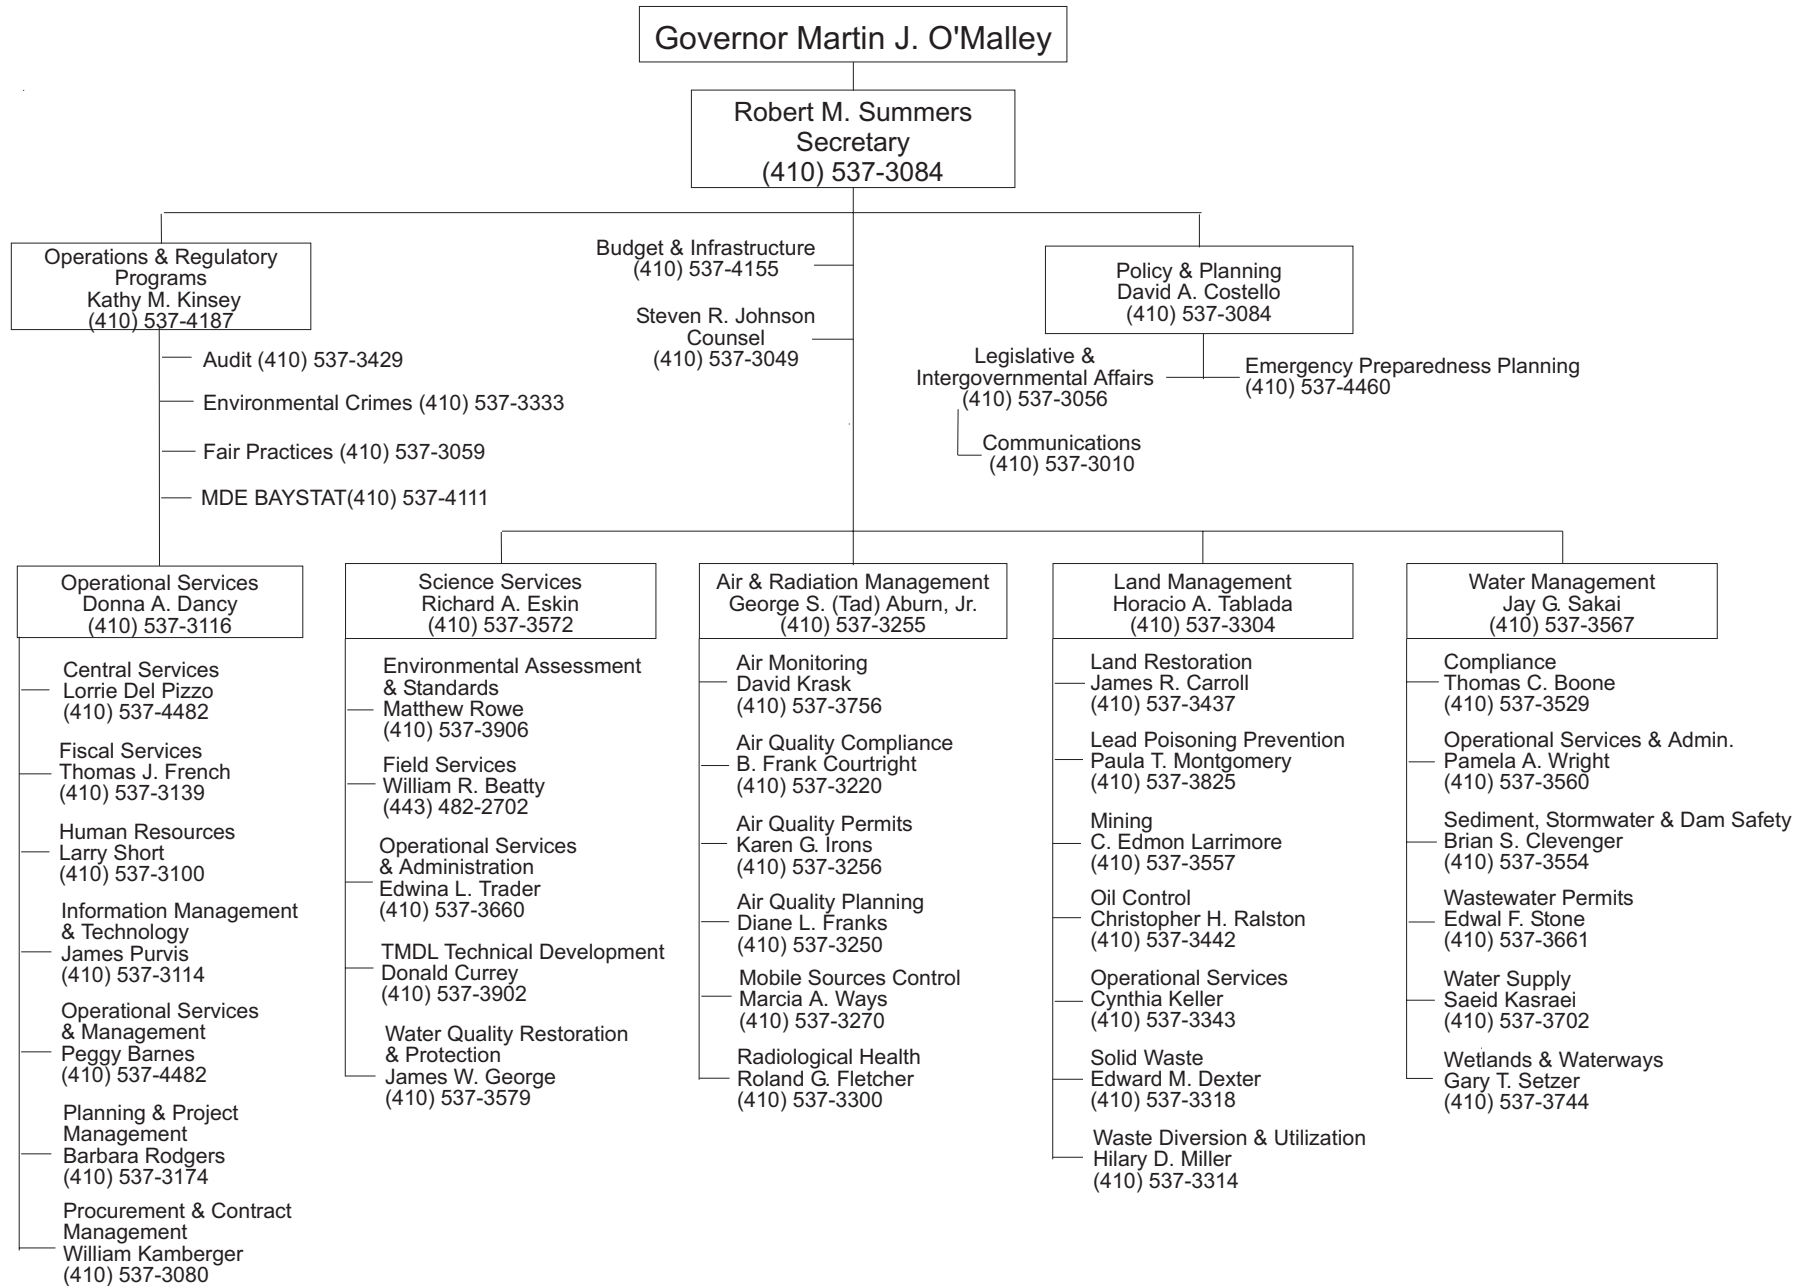 Governor Martin J. O'Malley
Robert M. Summers
Secretary
(410) 537-3084
Operations & Regulatory
Programs
Kathy M. Kinsey
(410) 537-4187
Audit (410) 537-3429
Environmental Crimes (410) 537-3333
Fair Practices (410) 537-3059
MDE BAYSTAT(410) 537-4111
Budget & Infrastructure
(410) 537-4155
Steven R. Johnson
Counsel
(410) 537-3049
Policy & Planning
David A. Costello
(410) 537-3084
Legislative &
Intergovernmental Affairs
(410) 537-3056
Communications
(410) 537-3010
Emergency Preparedness Planning
(410) 537-4460
Operational Services
Donna A. Dancy
(410) 537-3116
Central Services
Lorrie Del Pizzo
(410) 537-4482
Fiscal Services
Thomas J. French
(410) 537-3139
Human Resources
Larry Short
(410) 537-3100
Information Management
& Technology
James Purvis
(410) 537-3114
Operational Services
& Management
Peggy Barnes
(410) 537-4482
Planning & Project
Management
Barbara Rodgers
(410) 537-3174
Procurement & Contract
Management
William Kamberger
(410) 537-3080
Science Services
Richard A. Eskin
(410) 537-3572
Environmental Assessment
& Standards
Matthew Rowe
(410) 537-3906
Field Services
William R. Beatty
(443) 482-2702
Operational Services
& Administration
Edwina L. Trader
(410) 537-3660
TMDL Technical Development
Donald Currey
(410) 537-3902
Water Quality Restoration
& Protection
James W. George
(410) 537-3579
Air & Radiation Management
George S. (Tad) Aburn, Jr.
(410) 537-3255
Air Monitoring
David Krask
(410) 537-3756
Air Quality Compliance
B. Frank Courtright
(410) 537-3220
Air Quality Permits
Karen G. Irons
(410) 537-3256
Air Quality Planning
Diane L. Franks
(410) 537-3250
Mobile Sources Control
Marcia A. Ways
(410) 537-3270
Radiological Health
Roland G. Fletcher
(410) 537-3300
Land Management
Horacio A. Tablada
(410) 537-3304
Land Restoration
James R. Carroll
(410) 537-3437
Lead Poisoning Prevention
Paula T. Montgomery
(410) 537-3825
Mining
C. Edmon Larrimore
(410) 537-3557
Oil Control
Christopher H. Ralston
(410) 537-3442
Operational Services
Cynthia Keller
(410) 537-3343
Solid Waste
Edward M. Dexter
(410) 537-3318
Waste Diversion & Utilization
Hilary D. Miller
(410) 537-3314
Water Management
Jay G. Sakai
(410) 537-3567
Compliance
Thomas C. Boone
(410) 537-3529
Operational Services & Admin.
Pamela A. Wright
(410) 537-3560
Sediment, Stormwater & Dam Safety
Brian S. Clevenger
(410) 537-3554
Wastewater Permits
Edwal F. Stone
(410) 537-3661
Water Supply
Saeid Kasraei
(410) 537-3702
Wetlands & Waterways
Gary T. Setzer
(410) 537-3744